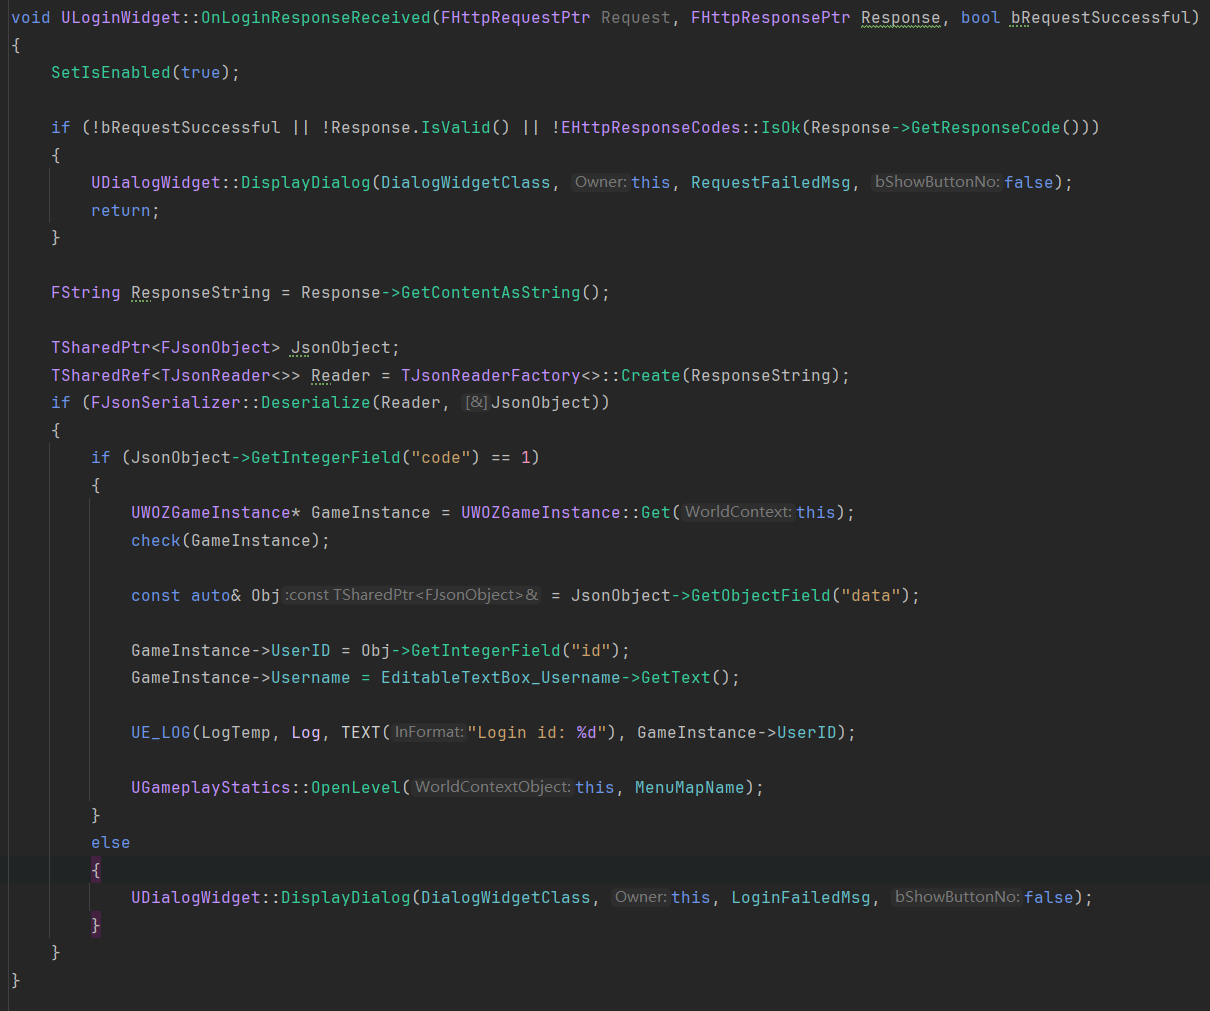 void ULoginWidget::OnLoginResponseReceived(FHttpRequestPtr Request, FHttpResponsePtr Response, bool bRequestSuccessful)
{
    SetIsEnabled(true);

    if (!bRequestSuccessful || !Response.IsValid() || !EHttpResponseCodes::IsOk(Response->GetResponseCode()))
    {
        UDialogWidget::DisplayDialog(DialogWidgetClass, Owner: this, RequestFailedMsg, bShowButtonNo: false);
        return;
    }

    FString ResponseString = Response->GetContentAsString();

    TSharedPtr<FJsonObject> JsonObject;
    TSharedRef<TJsonReader<>> Reader = TJsonReaderFactory<>::Create(ResponseString);
    if (FJsonSerializer::Deserialize(Reader, [&]JsonObject))
    {
        if (JsonObject->GetIntegerField("code") == 1)
        {
            UWOZGameInstance* GameInstance = UWOZGameInstance::Get(WorldContext: this);
            check(GameInstance);

            const auto& Obj :const TSharedPtr<FJsonObject>& = JsonObject->GetObjectField("data");

            GameInstance->UserID = Obj->GetIntegerField("id");
            GameInstance->Username = EditableTextBox_Username->GetText();

            UE_LOG(LogTemp, Log, TEXT(InFormat: "Login id: %d"), GameInstance->UserID);

            UGameplayStatics::OpenLevel(WorldContextObject: this, MenuMapName);
        }
        else
        {
            UDialogWidget::DisplayDialog(DialogWidgetClass, Owner: this, LoginFailedMsg, bShowButtonNo: false);
        }
    }
}